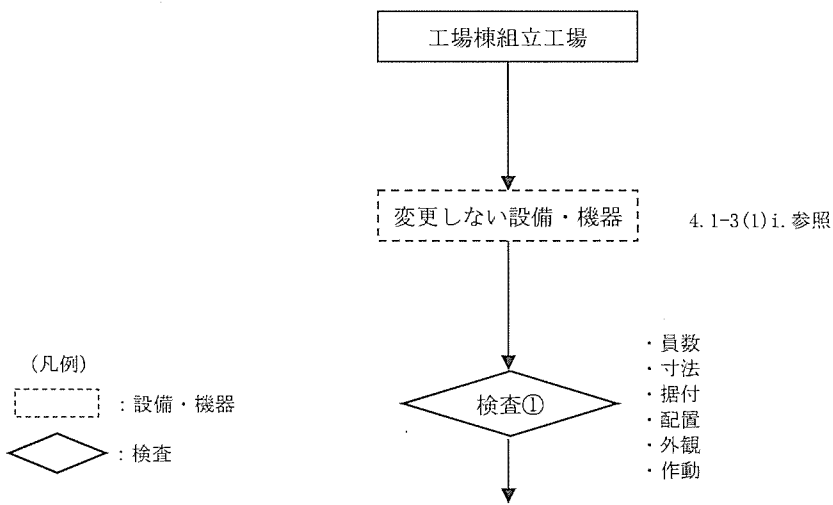 工場棟組立工場
変更しない設備・機器
4.1-3(1)i.参照
検査①
・員数
・寸法
・据付
・配置
・外観
・作動
(凡例)
:設備・機器
:検査